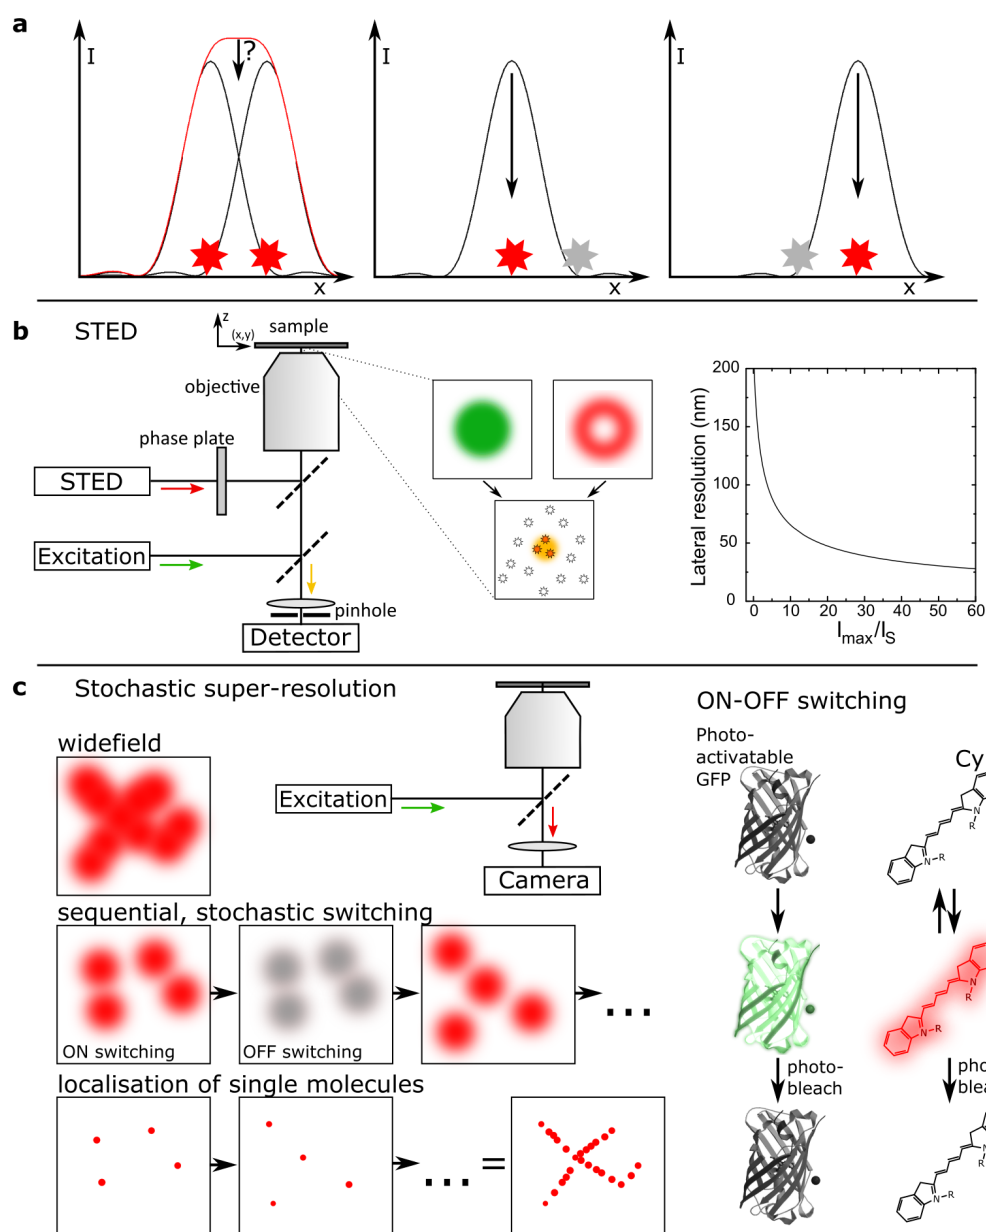 a
I
?
x
I
x
I
x
b
STED
z
(x,y)
sample
objective
phase plate
STED
Excitation
pinhole
Detector
Lateral resolution (nm)
200
150
100
50
0
0
10
20
30
40
50
60
Imax/IS
c
Stochastic super-resolution
widefield
Excitation
Camera
sequential, stochastic switching
ON switching
OFF switching
...
localisation of single molecules
...
=
ON-OFF switching
Photo-
activatable
GFP
Cy
N
R
N
R
N
R
N
R
photo-
bleach
N
R
N
R